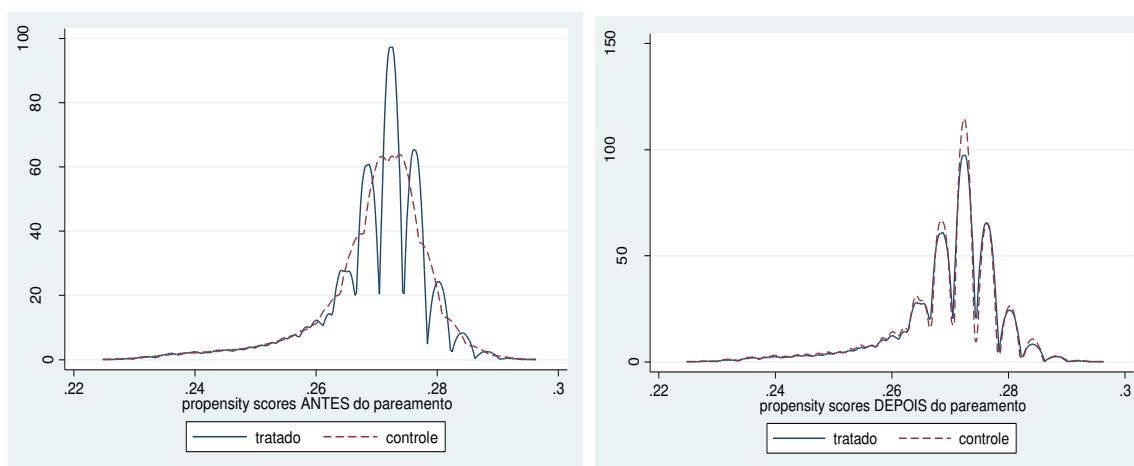 100
80
60
40
20
0
.22 .24 .26 .28 .3
propensity scores ANTES do pareamento
tratado controle
150
100
50
0
.22 .24 .26 .28 .3
propensity scores DEPOIS do pareamento
tratado controle